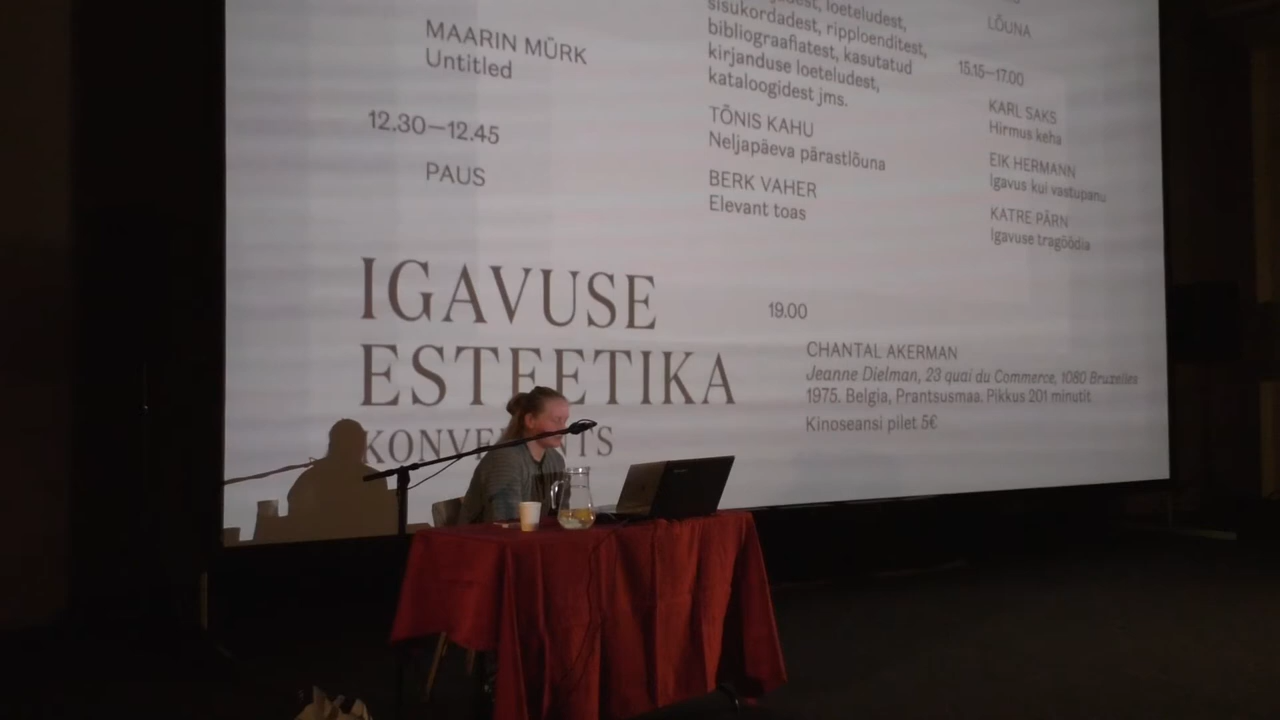 MAARIN MÜRK
Untitled
12.30—12.45
PAUS
loeteludest,
sisukordadest, ripploenditest,
bibliograafiatest, kasutatud
kirjanduse loeteludest,
kataloogidest jms.
TÕNIS KAHU
Neljapäeva pärastlõuna
BERK VAHER
Elevant toas
LÕUNA
15.15—17.00
KARL SAKS
Hirmus keha
EIK HERMANN
Igavus kui vastupanu
KATRE PÄRN
Igavuse tragöödia
IGAVUSE
ESTEETIKA
19.00
CHANTAL AKERMAN
Jeanne Dielman, 23 quai du Commerce, 1080 Bruxelles
1975. Belgia, Prantsusmaa. Pikkus 201 minutit
Kinoseansi pilet 5€